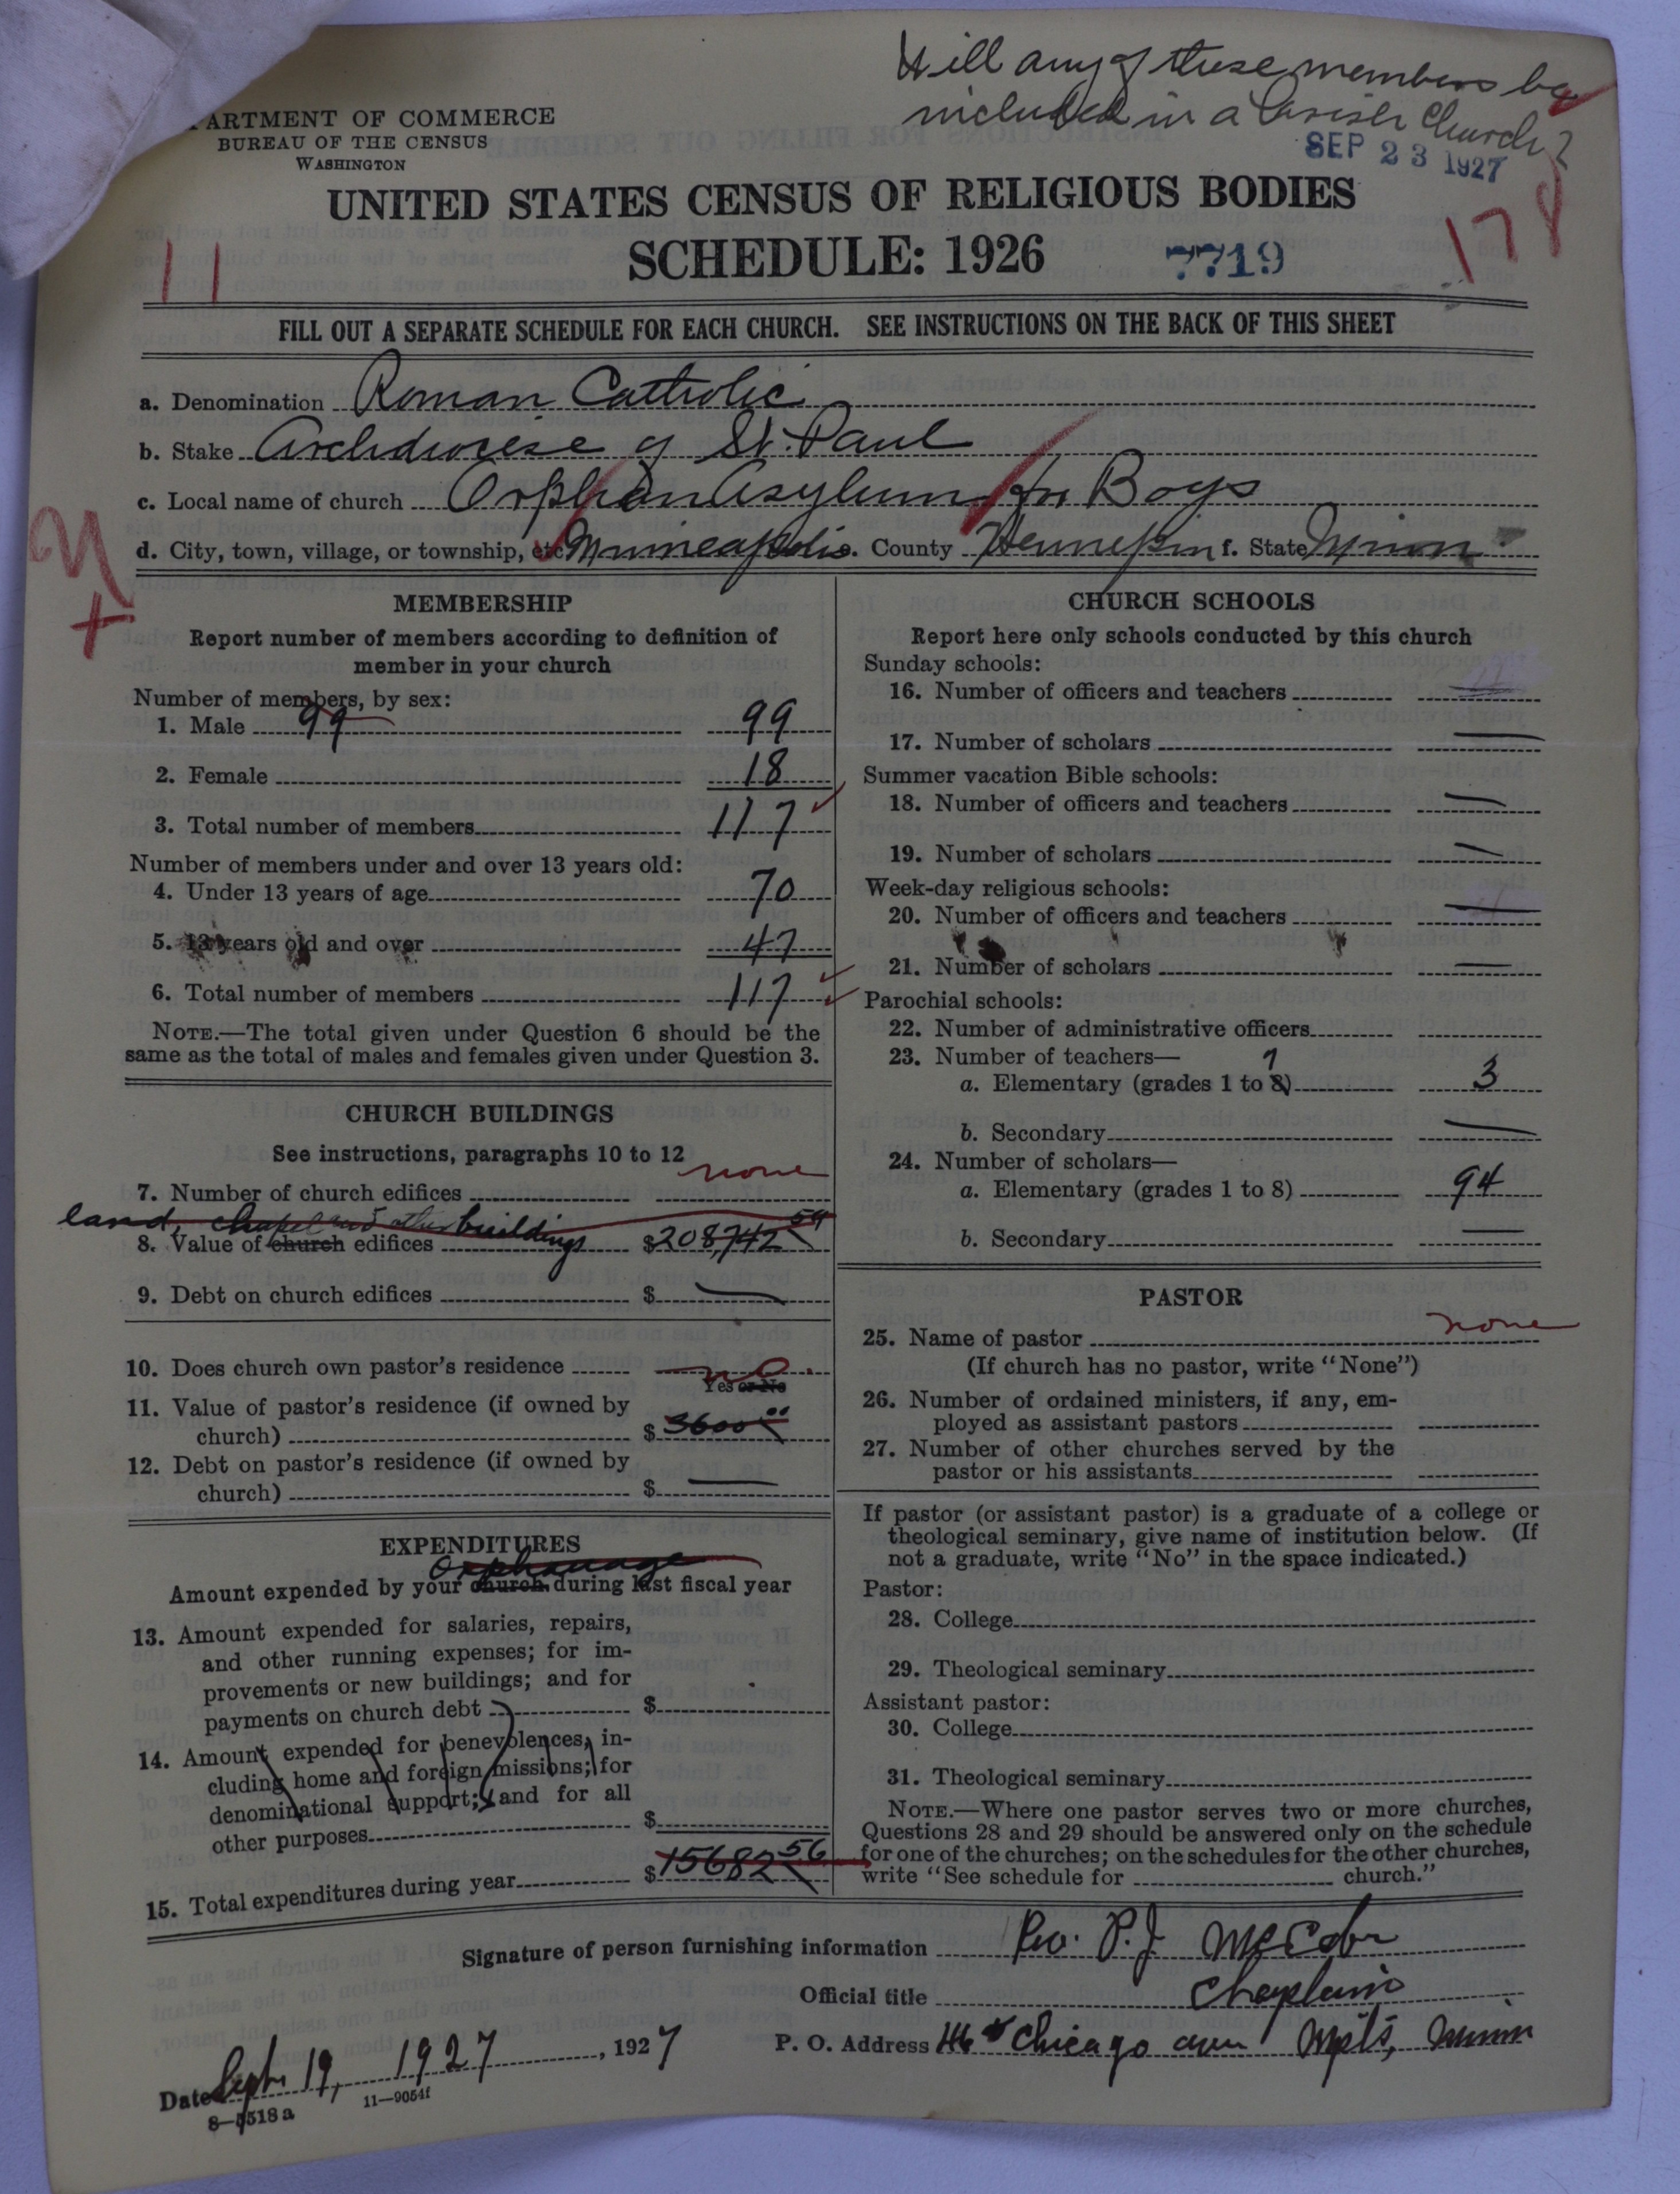 Will any of these members be
included in a Parish Church?
PARTMENT OF COMMERCE
BUREAU OF THE CENSUS
WASHINGTON
SEP 23 1927
UNITED STATES CENSUS OF RELIGIOUS BODIES
SCHEDULE: 1926
7719
178
11
FILL OUT A SEPARATE SCHEDULE FOR EACH CHURCH. SEE INSTRUCTIONS ON THE BACK OF THIS SHEET
a. Denomination Roman Catholic
b. Stake Archdiocese of St. Paul
c. Local name of church Orphan Asylum for Boys
d. City, town, village, or township, etc. Minneapolis e. County Hennepin f. State Minn.
MEMBERSHIP
Report number of members according to definition of
member in your church
Number of members, by sex:
1. Male 99 99
2. Female 18
3. Total number of members 117
Number of members under and over 13 years old:
4. Under 13 years of age 70
5. 13 years old and over 47
6. Total number of members 117
NOTE.—The total given under Question 6 should be the
same as the total of males and females given under Question 3.
CHURCH BUILDINGS
See instructions, paragraphs 10 to 12
7. Number of church edifices none
land, chapel and other buildings
8. Value of church edifices $208,742 54
9. Debt on church edifices $ —
10. Does church own pastor's residence no
Yes or No
11. Value of pastor's residence (if owned by
church) $ 3600 00
12. Debt on pastor's residence (if owned by
church) $ —
EXPENDITURES
Orphanage
Amount expended by your church during last fiscal year
13. Amount expended for salaries, repairs,
and other running expenses; for im-
provements or new buildings; and for
payments on church debt $
14. Amount expended for benevolences, in-
cluding home and foreign missions; for
denominational support; and for all
other purposes $
15. Total expenditures during year $15682 56
CHURCH SCHOOLS
Report here only schools conducted by this church
Sunday schools:
16. Number of officers and teachers —
17. Number of scholars —
Summer vacation Bible schools:
18. Number of officers and teachers —
19. Number of scholars —
Week-day religious schools:
20. Number of officers and teachers —
21. Number of scholars —
Parochial schools:
22. Number of administrative officers
23. Number of teachers—
7
a. Elementary (grades 1 to 8) 3
b. Secondary —
24. Number of scholars—
a. Elementary (grades 1 to 8) 94
b. Secondary —
PASTOR
25. Name of pastor none
(If church has no pastor, write "None")
26. Number of ordained ministers, if any, em-
ployed as assistant pastors
27. Number of other churches served by the
pastor or his assistants
If pastor (or assistant pastor) is a graduate of a college or
theological seminary, give name of institution below. (If
not a graduate, write "No" in the space indicated.)
Pastor:
28. College
29. Theological seminary
Assistant pastor:
30. College
31. Theological seminary
NOTE.—Where one pastor serves two or more churches,
Questions 28 and 29 should be answered only on the schedule
for one of the churches; on the schedules for the other churches,
write "See schedule for church."
Signature of person furnishing information Rev. P. J.
Official title Chaplain
P. O. Address 46 Chicago ave Mpls, Minn
Date Sept. 19, 1927, 1927
8—5518 a 11—9054f